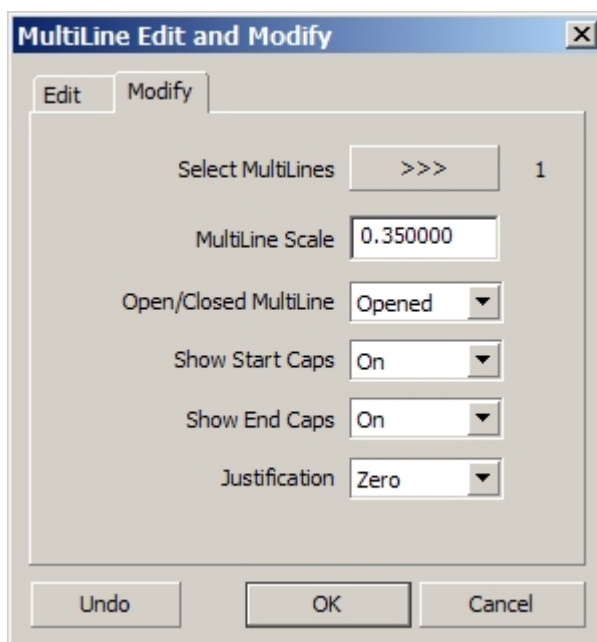 MultiLine Edit and Modify
Edit Modify
Select MultiLines >>> 1
MultiLine Scale 0.350000
Open/Closed MultiLine Opened
Show Start Caps On
Show End Caps On
Justification Zero
Undo OK Cancel